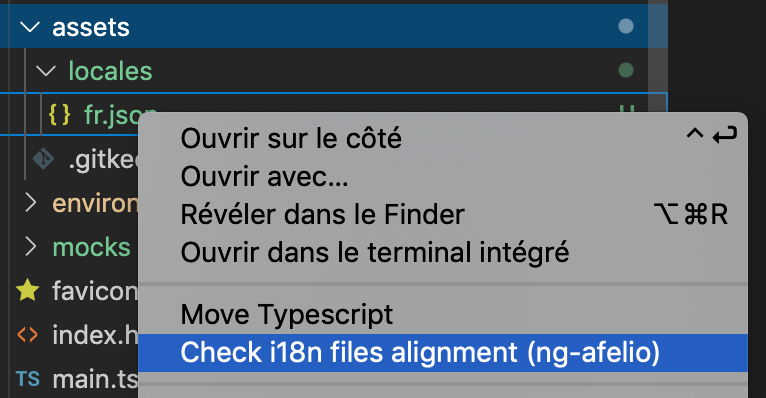 assets
locales
{} fr.json
Ouvrir sur le côté ^↩
.gitkee
Ouvrir avec...
environ
Révéler dans le Finder ⌥⌘R
mocks
Ouvrir dans le terminal intégré
favicon
Move Typescript
<> index.h
Check i18n files alignment (ng-afelio)
TS main.ts